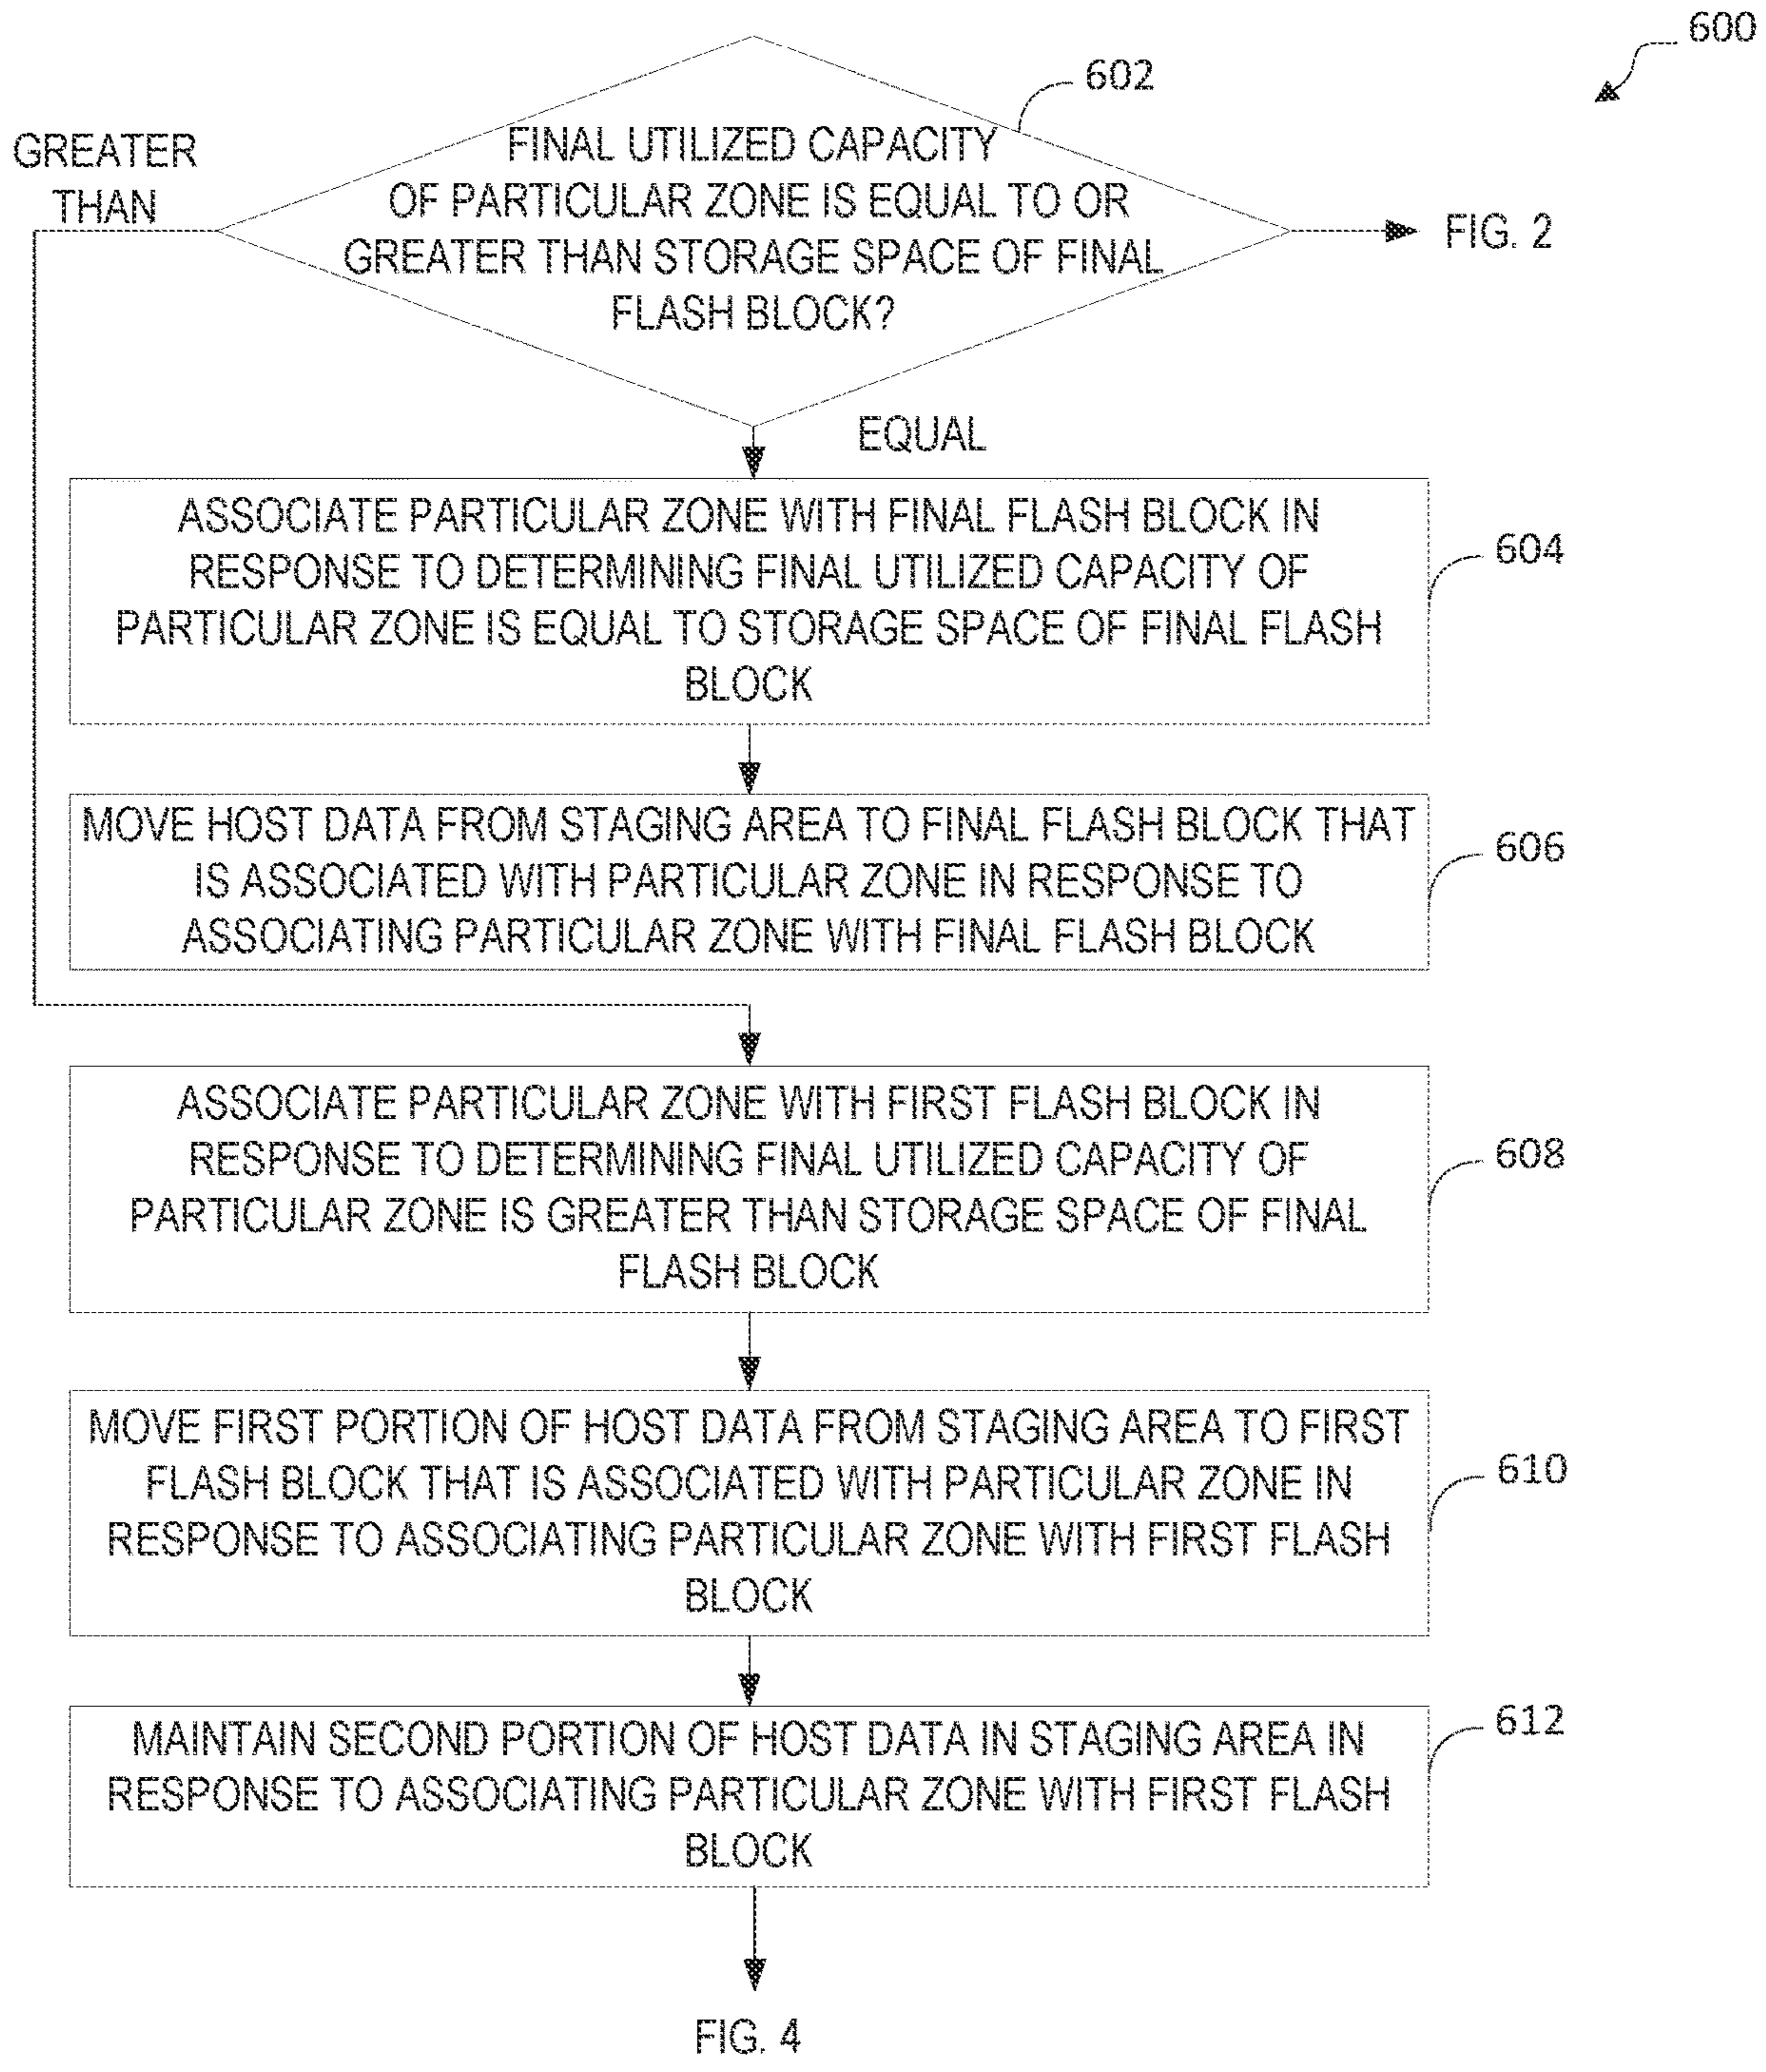 600
602
GREATER
THAN
FINAL UTILIZED CAPACITY
OF PARTICULAR ZONE IS EQUAL TO OR
GREATER THAN STORAGE SPACE OF FINAL
FLASH BLOCK?
FIG. 2
EQUAL
ASSOCIATE PARTICULAR ZONE WITH FINAL FLASH BLOCK IN
RESPONSE TO DETERMINING FINAL UTILIZED CAPACITY OF
PARTICULAR ZONE IS EQUAL TO STORAGE SPACE OF FINAL FLASH
BLOCK
604
MOVE HOST DATA FROM STAGING AREA TO FINAL FLASH BLOCK THAT
IS ASSOCIATED WITH PARTICULAR ZONE IN RESPONSE TO
ASSOCIATING PARTICULAR ZONE WITH FINAL FLASH BLOCK
606
ASSOCIATE PARTICULAR ZONE WITH FIRST FLASH BLOCK IN
RESPONSE TO DETERMINING FINAL UTILIZED CAPACITY OF
PARTICULAR ZONE IS GREATER THAN STORAGE SPACE OF FINAL
FLASH BLOCK
608
MOVE FIRST PORTION OF HOST DATA FROM STAGING AREA TO FIRST
FLASH BLOCK THAT IS ASSOCIATED WITH PARTICULAR ZONE IN
RESPONSE TO ASSOCIATING PARTICULAR ZONE WITH FIRST FLASH
BLOCK
610
MAINTAIN SECOND PORTION OF HOST DATA IN STAGING AREA IN
RESPONSE TO ASSOCIATING PARTICULAR ZONE WITH FIRST FLASH
BLOCK
612
FIG. 4